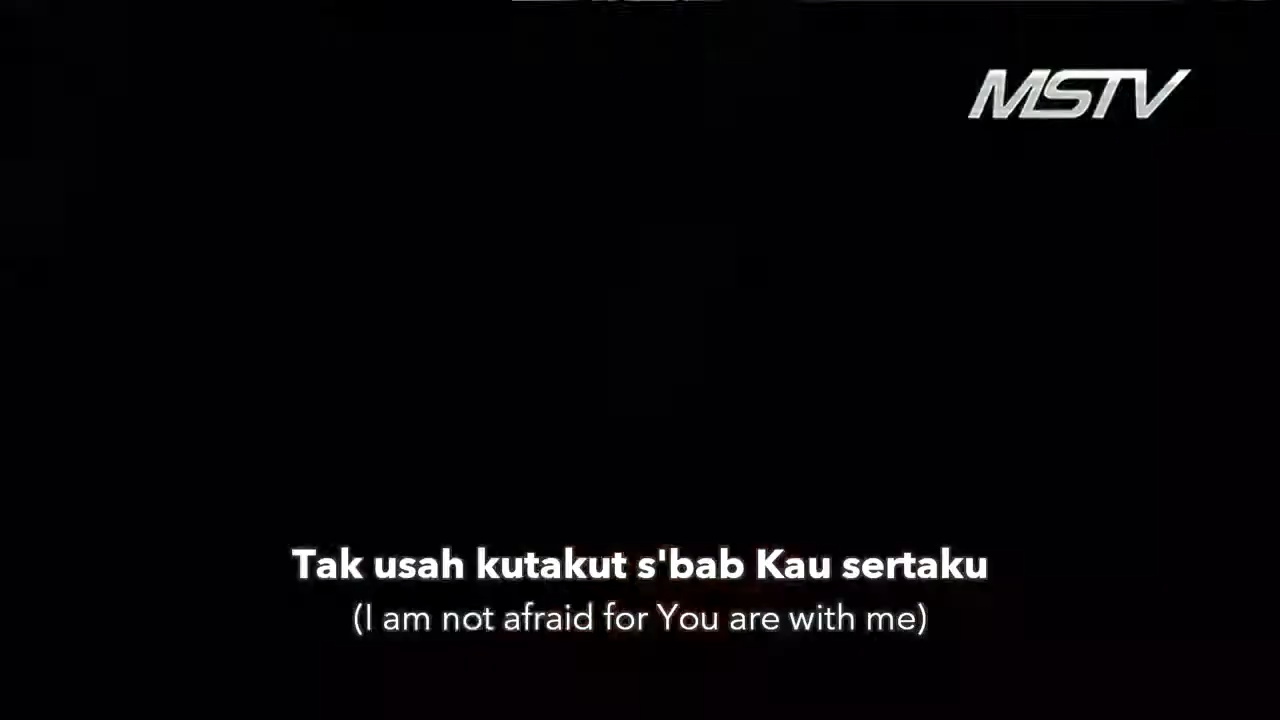 MSTV
Tak usah kutakut s'bab Kau sertaku
(I am not afraid for You are with me)